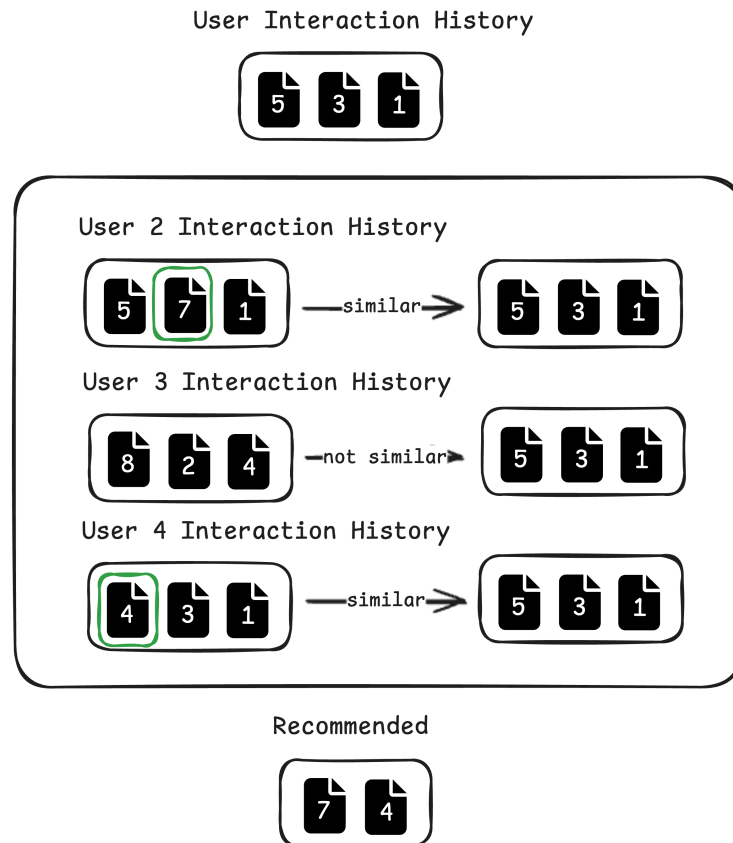 User Interaction History
5 3 1
User 2 Interaction History
5 7 1 similar 5 3 1
User 3 Interaction History
8 2 4 not similar 5 3 1
User 4 Interaction History
4 3 1 similar 5 3 1
Recommended
7 4